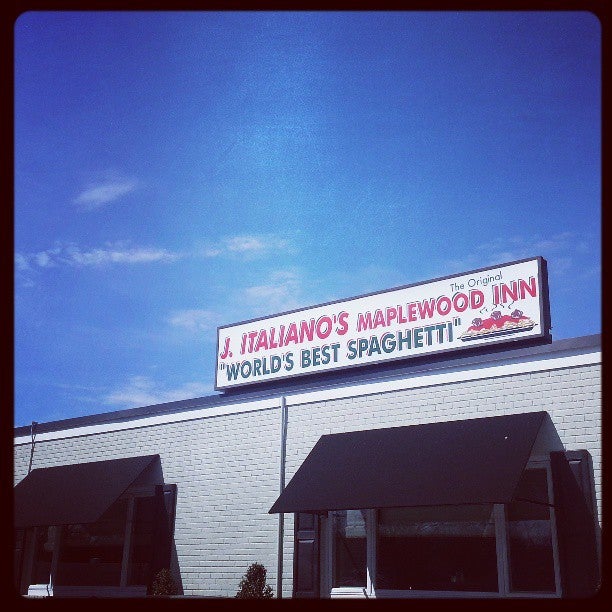 The Original
J. ITALIANO'S MAPLEWOOD INN
"WORLD'S BEST SPAGHETTI"